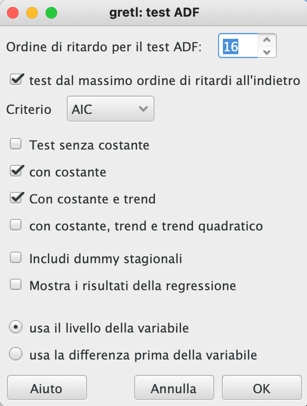 gretl: test ADF
Ordine di ritardo per il test ADF: 16
test dal massimo ordine di ritardi all'indietro
Criterio AIC
Test senza costante
con costante
Con costante e trend
con costante, trend e trend quadratico
Includi dummy stagionali
Mostra i risultati della regressione
usa il livello della variabile
usa la differenza prima della variabile
Aiuto Annulla OK